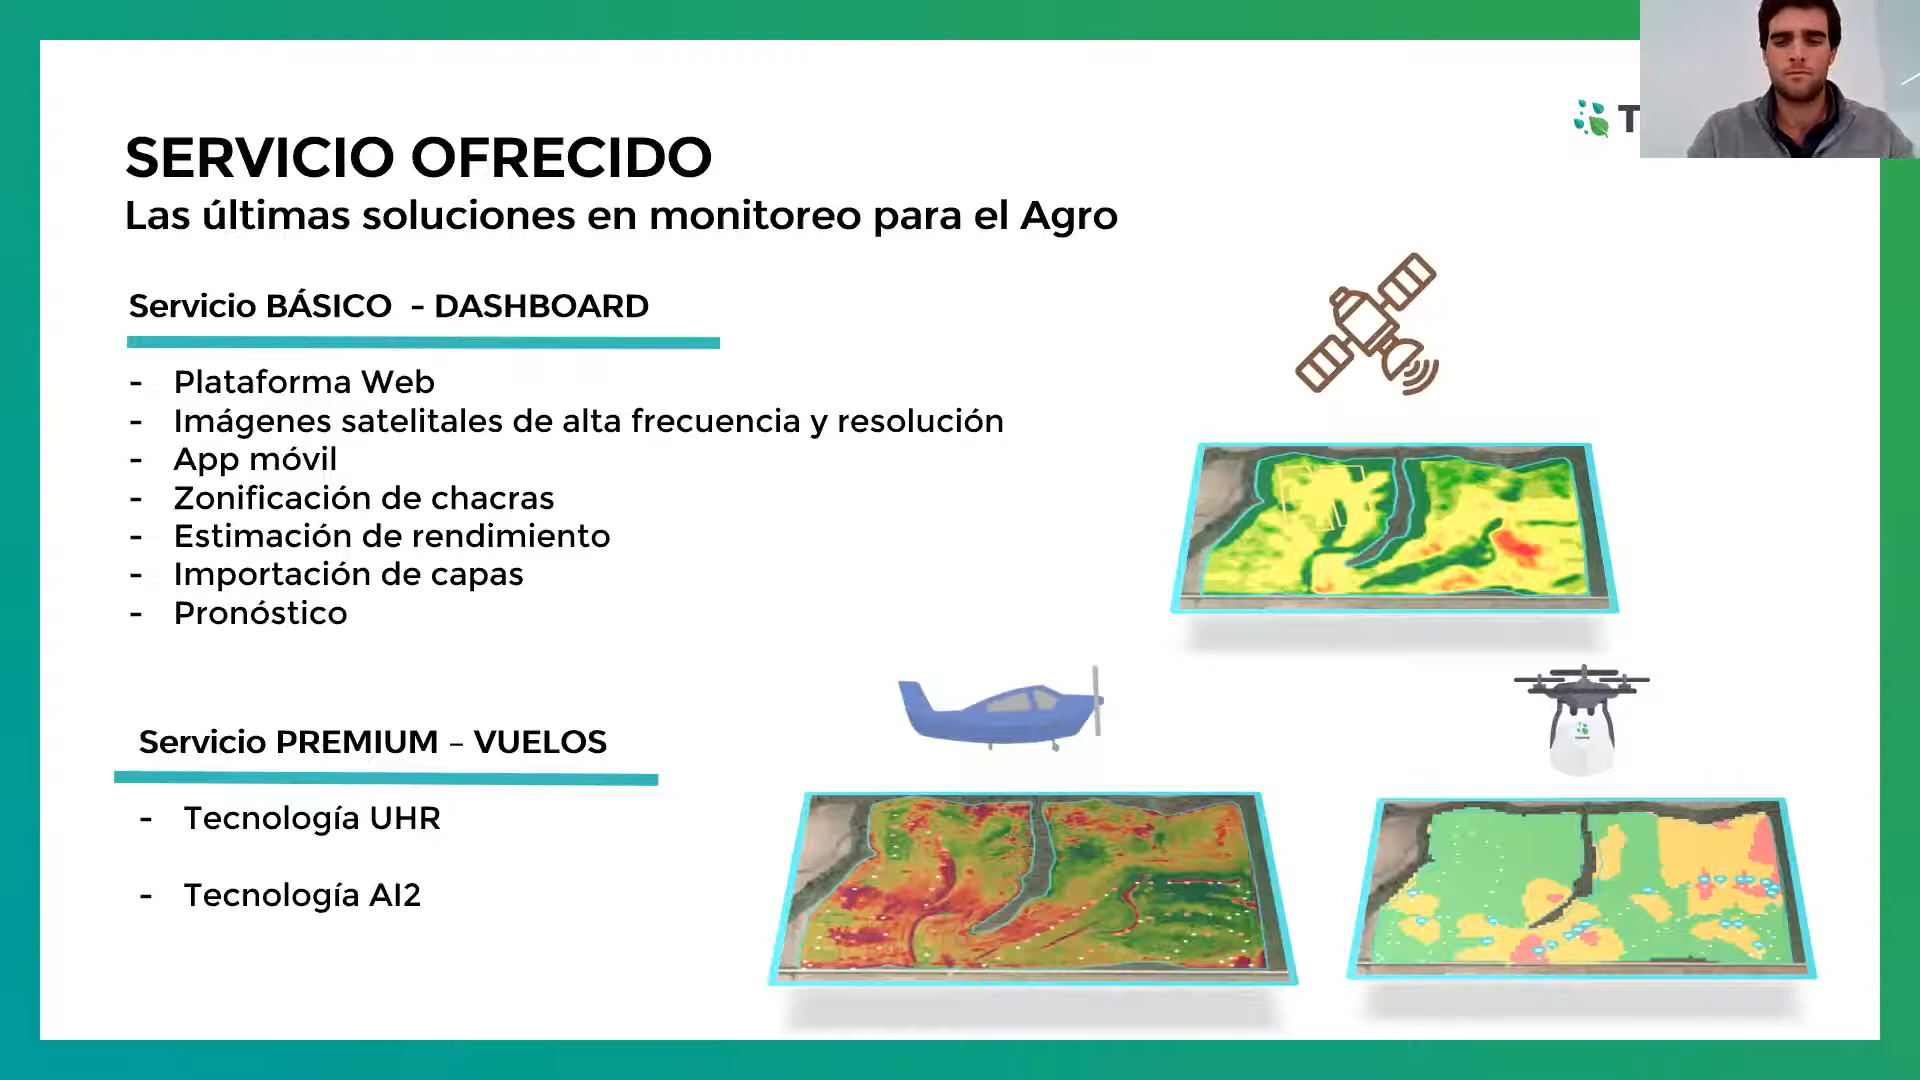 SERVICIO OFRECIDO
Las últimas soluciones en monitoreo para el Agro
Servicio BÁSICO - DASHBOARD
- Plataforma Web
- Imágenes satelitales de alta frecuencia y resolución
- App móvil
- Zonificación de chacras
- Estimación de rendimiento
- Importación de capas
- Pronóstico
Servicio PREMIUM – VUELOS
- Tecnología UHR
- Tecnología AI2